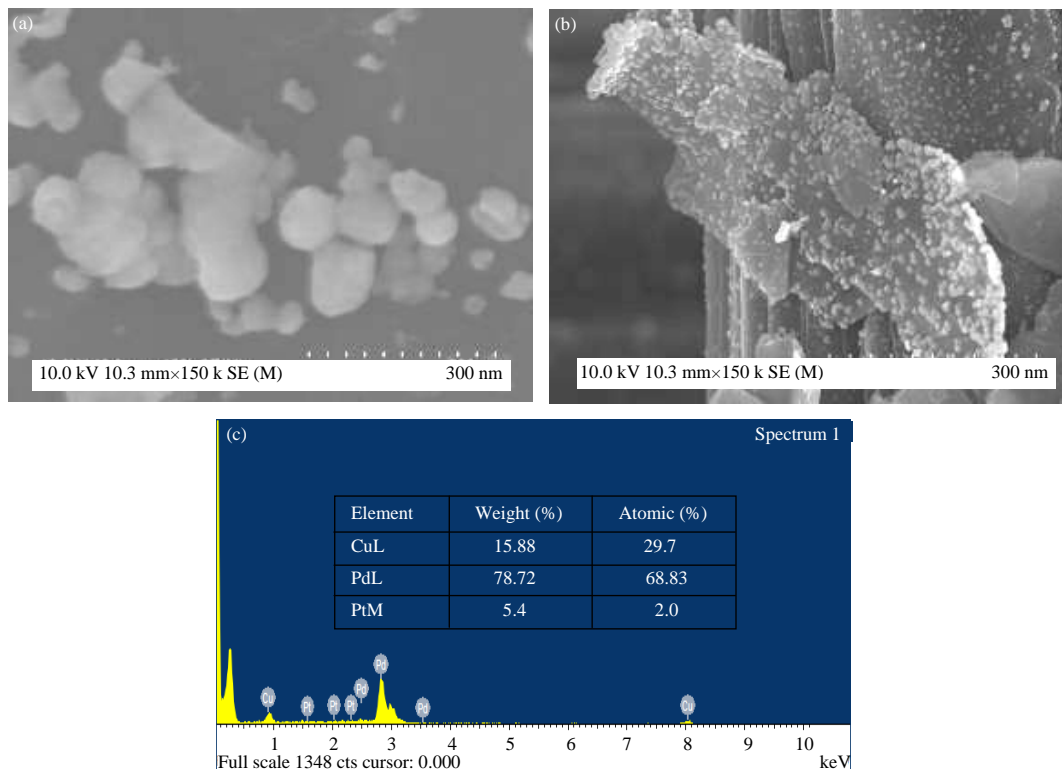 (a)
10.0 kV 10.3 mm×150 k SE (M) 300 nm
(b)
10.0 kV 10.3 mm×150 k SE (M) 300 nm
(c) Spectrum 1
Element Weight (%) Atomic (%)
CuL 15.88 29.7
PdL 78.72 68.83
PtM 5.4 2.0
Cu Pt Pt Pt Pd Pd Pd Cu
1 2 3 4 5 6 7 8 9 10
Full scale 1348 cts cursor: 0.000 keV